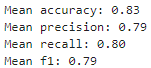 Mean accuracy: 0.83
Mean precision: 0.79
Mean recall: 0.80
Mean f1: 0.79